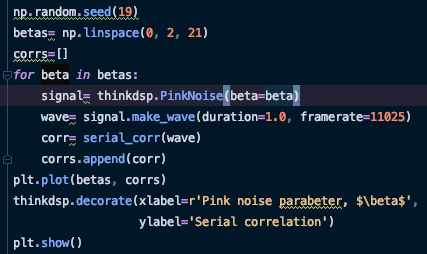 np.random.seed(19)
betas= np.linspace(0, 2, 21)
corrs=[]
for beta in betas:
    signal= thinkdsp.PinkNoise(beta=beta)
    wave= signal.make_wave(duration=1.0, framerate=11025)
    corr= serial_corr(wave)
    corrs.append(corr)
plt.plot(betas, corrs)
thinkdsp.decorate(xlabel=r'Pink noise parabeter, $\beta$',
                  ylabel='Serial correlation')
plt.show()